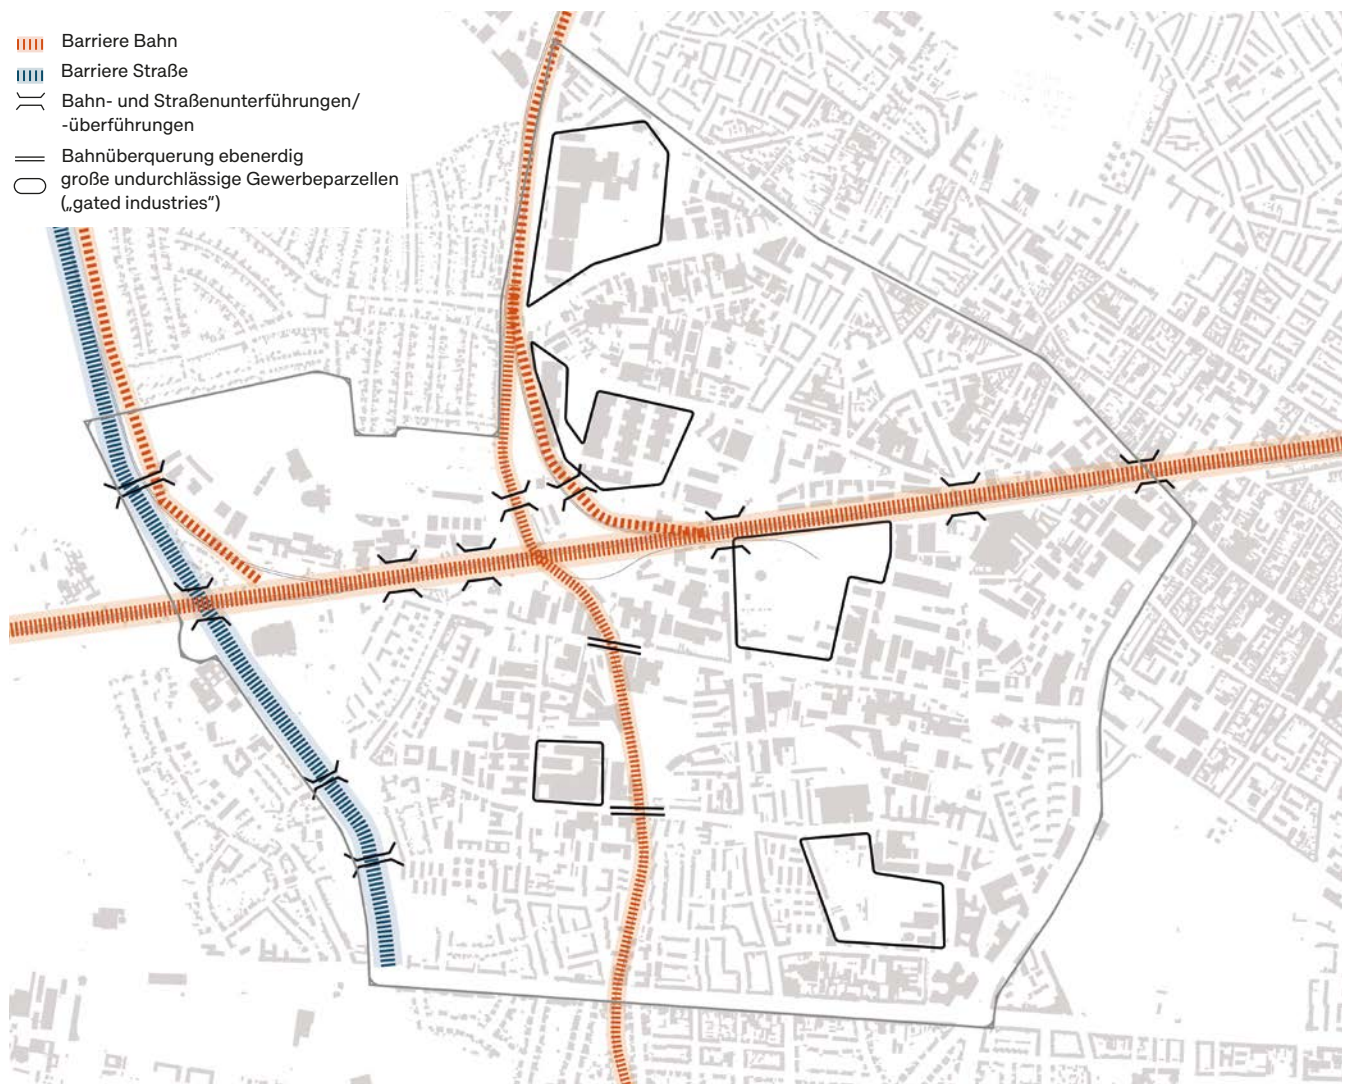 Barriere Bahn
Barriere Straße
Bahn- und Straßenunterführungen/
-überführungen
Bahnüberquerung ebenerdig
große undurchlässige Gewerbeparzellen
(„gated industries”)